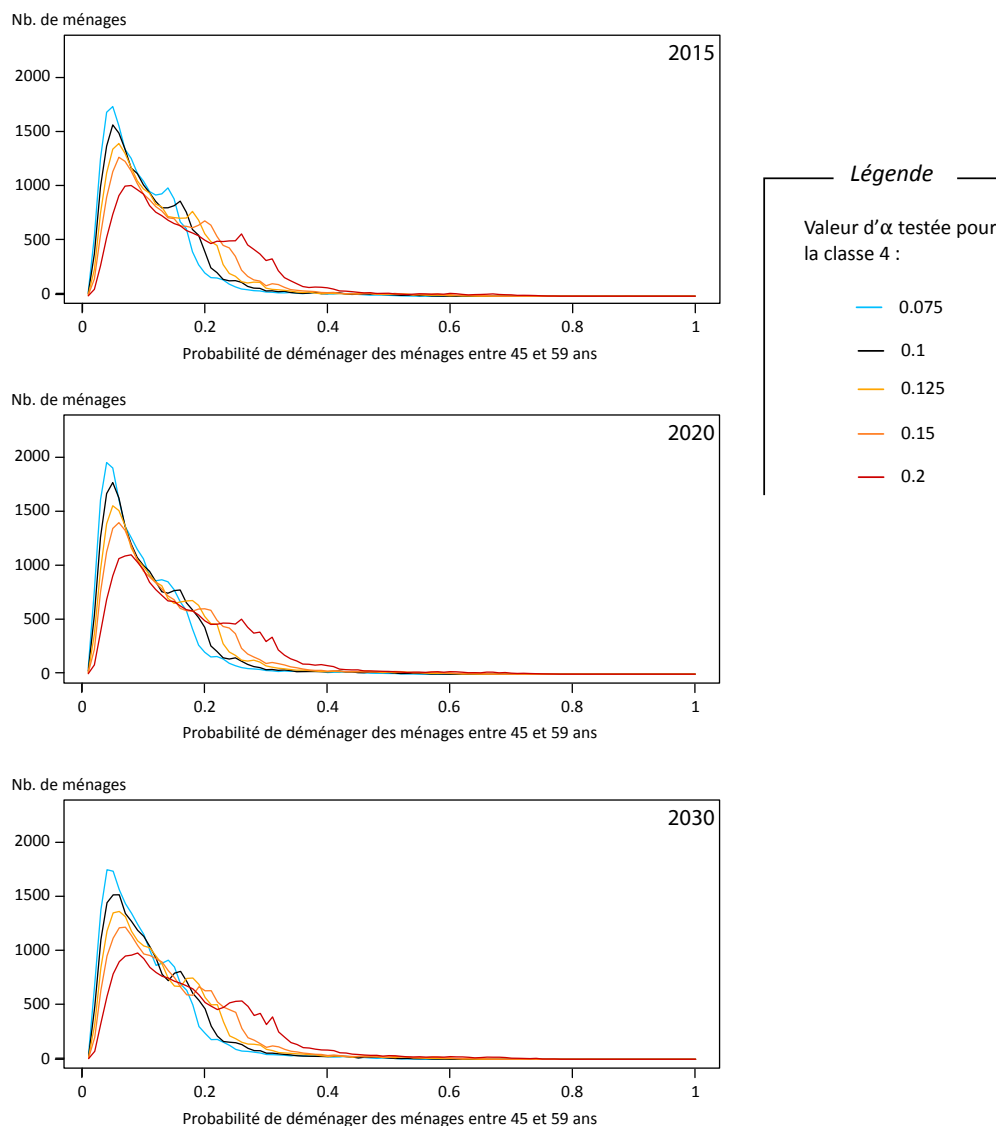 Nb. de ménages
2015
2000
1500
1000
500
0
0 0.2 0.4 0.6 0.8 1
Probabilité de déménager des ménages entre 45 et 59 ans
Légende
Valeur d'α testée pour
la classe 4 :
0.075
0.1
0.125
0.15
0.2
Nb. de ménages
2020
2000
1500
1000
500
0
0 0.2 0.4 0.6 0.8 1
Probabilité de déménager des ménages entre 45 et 59 ans
Nb. de ménages
2030
2000
1500
1000
500
0
0 0.2 0.4 0.6 0.8 1
Probabilité de déménager des ménages entre 45 et 59 ans